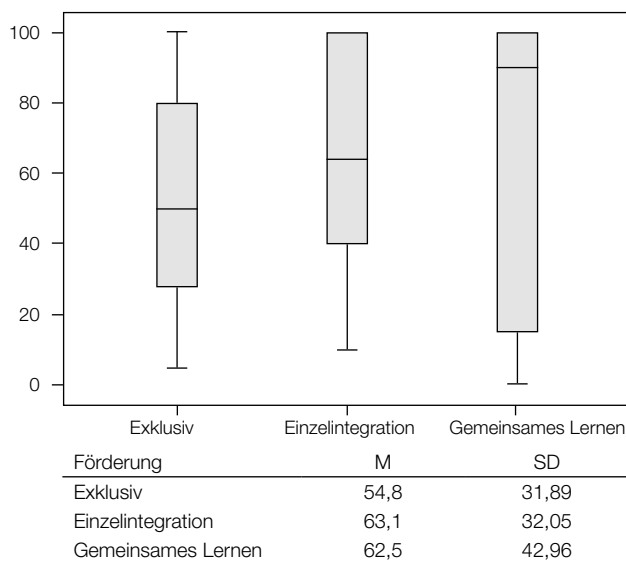 100
80
60
40
20
0
Exklusiv Einzelintegration Gemeinsames Lernen
Förderung M SD
Exklusiv 54,8 31,89
Einzelintegration 63,1 32,05
Gemeinsames Lernen 62,5 42,96